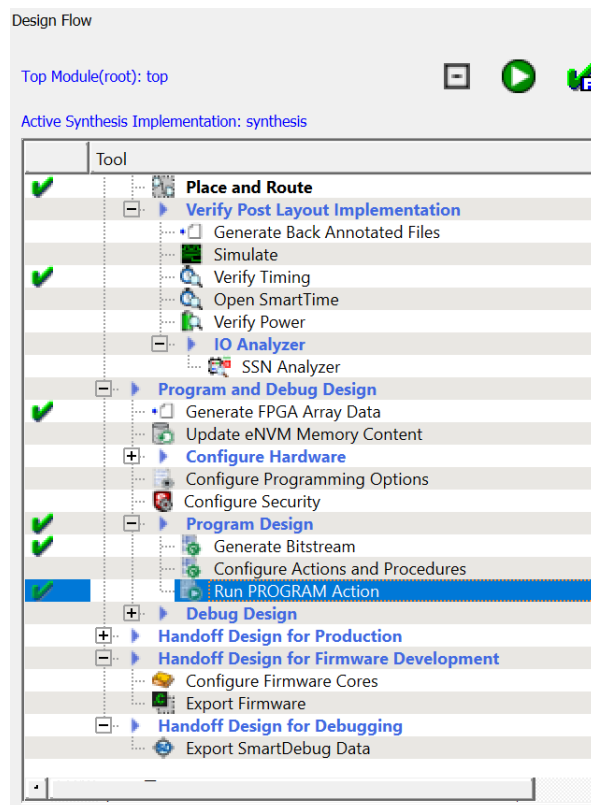 Design Flow
Top Module(root): top
Active Synthesis Implementation: synthesis
Tool
Place and Route
Verify Post Layout Implementation
Generate Back Annotated Files
Simulate
Verify Timing
Open SmartTime
Verify Power
IO Analyzer
SSN Analyzer
Program and Debug Design
Generate FPGA Array Data
Update eNVM Memory Content
Configure Hardware
Configure Programming Options
Configure Security
Program Design
Generate Bitstream
Configure Actions and Procedures
Run PROGRAM Action
Debug Design
Handoff Design for Production
Handoff Design for Firmware Development
Configure Firmware Cores
Export Firmware
Handoff Design for Debugging
Export SmartDebug Data